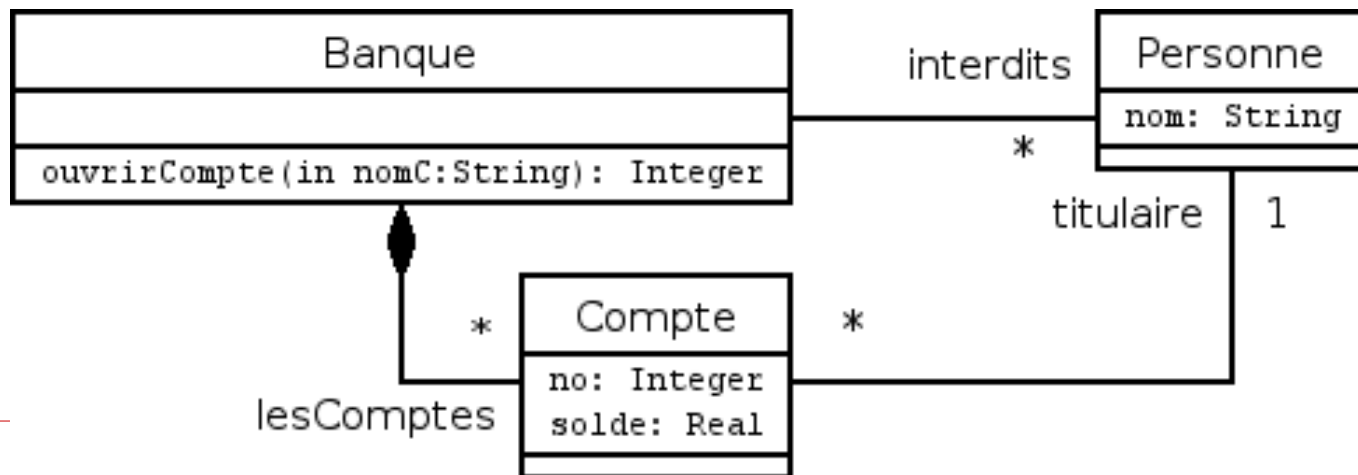 Banque
ouvrirCompte(in nomC:String): Integer
interdits
*
Personne
nom: String
titulaire
1
*
lesComptes
Compte
no: Integer
solde: Real
*